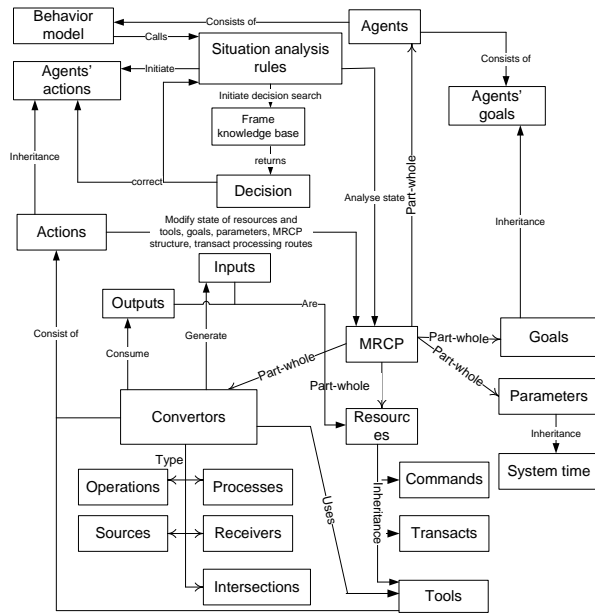 Behavior
model
Consists of
Agents
Calls
Situation analysis
rules
Initiate
Agents'
actions
Consists of
Agents'
goals
Initiate decision search
Frame
knowledge base
returns
correct
Decision
Inheritance
Analyse state
Part-whole
Inheritance
Actions
Modify state of resources and
tools, goals, parameters, MRCP
structure, transact processing routes
Inputs
Outputs
Are
Consist of
Consume
Generate
MRCP
Part-whole
Goals
Part-whole
Part-whole
Part-whole
Parameters
Convertors
Resourc
es
Inheritance
System time
Type
Operations
Processes
Uses
Inheritance
Commands
Sources
Receivers
Transacts
Intersections
Tools